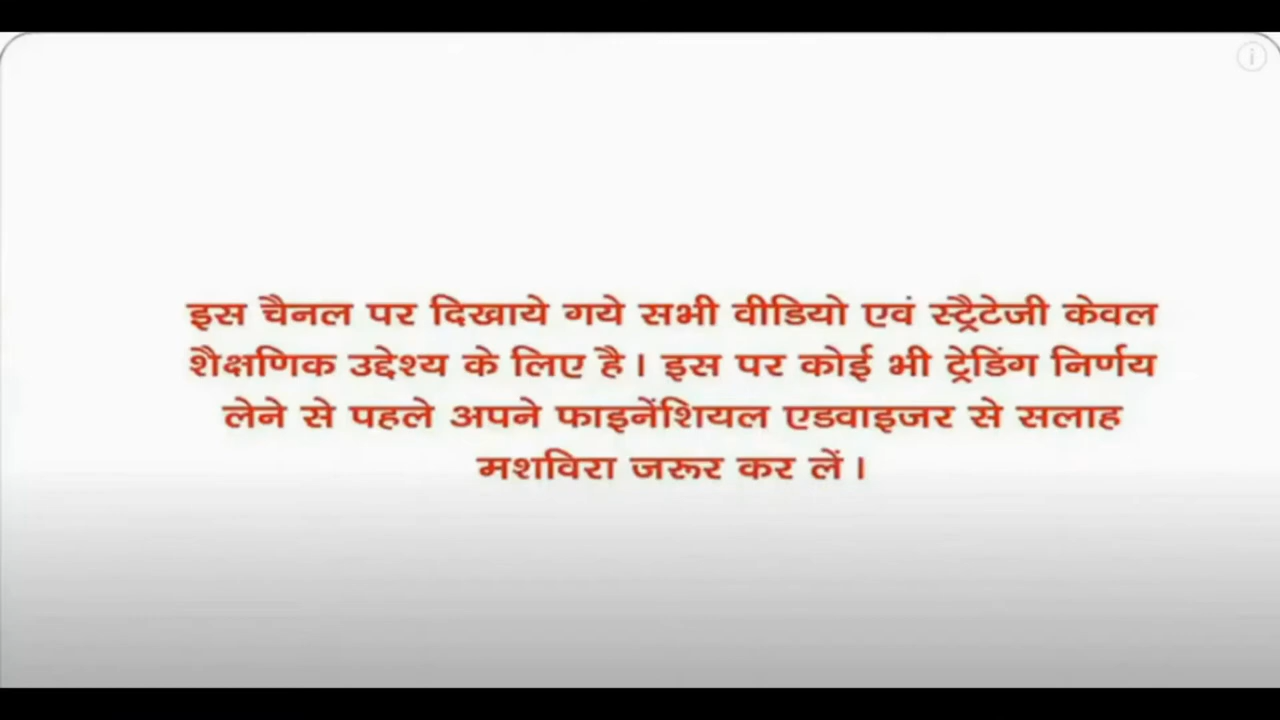 इस चैनल पर दिखाये गये सभी वीडियो एवं स्ट्रैटेजी केवल
शैक्षणिक उद्देश्य के लिए है। इस पर कोई भी ट्रेडिंग निर्णय
लेने से पहले अपने फाइनेंशियल एडवाइजर से सलाह
मशविरा जरूर कर लें।